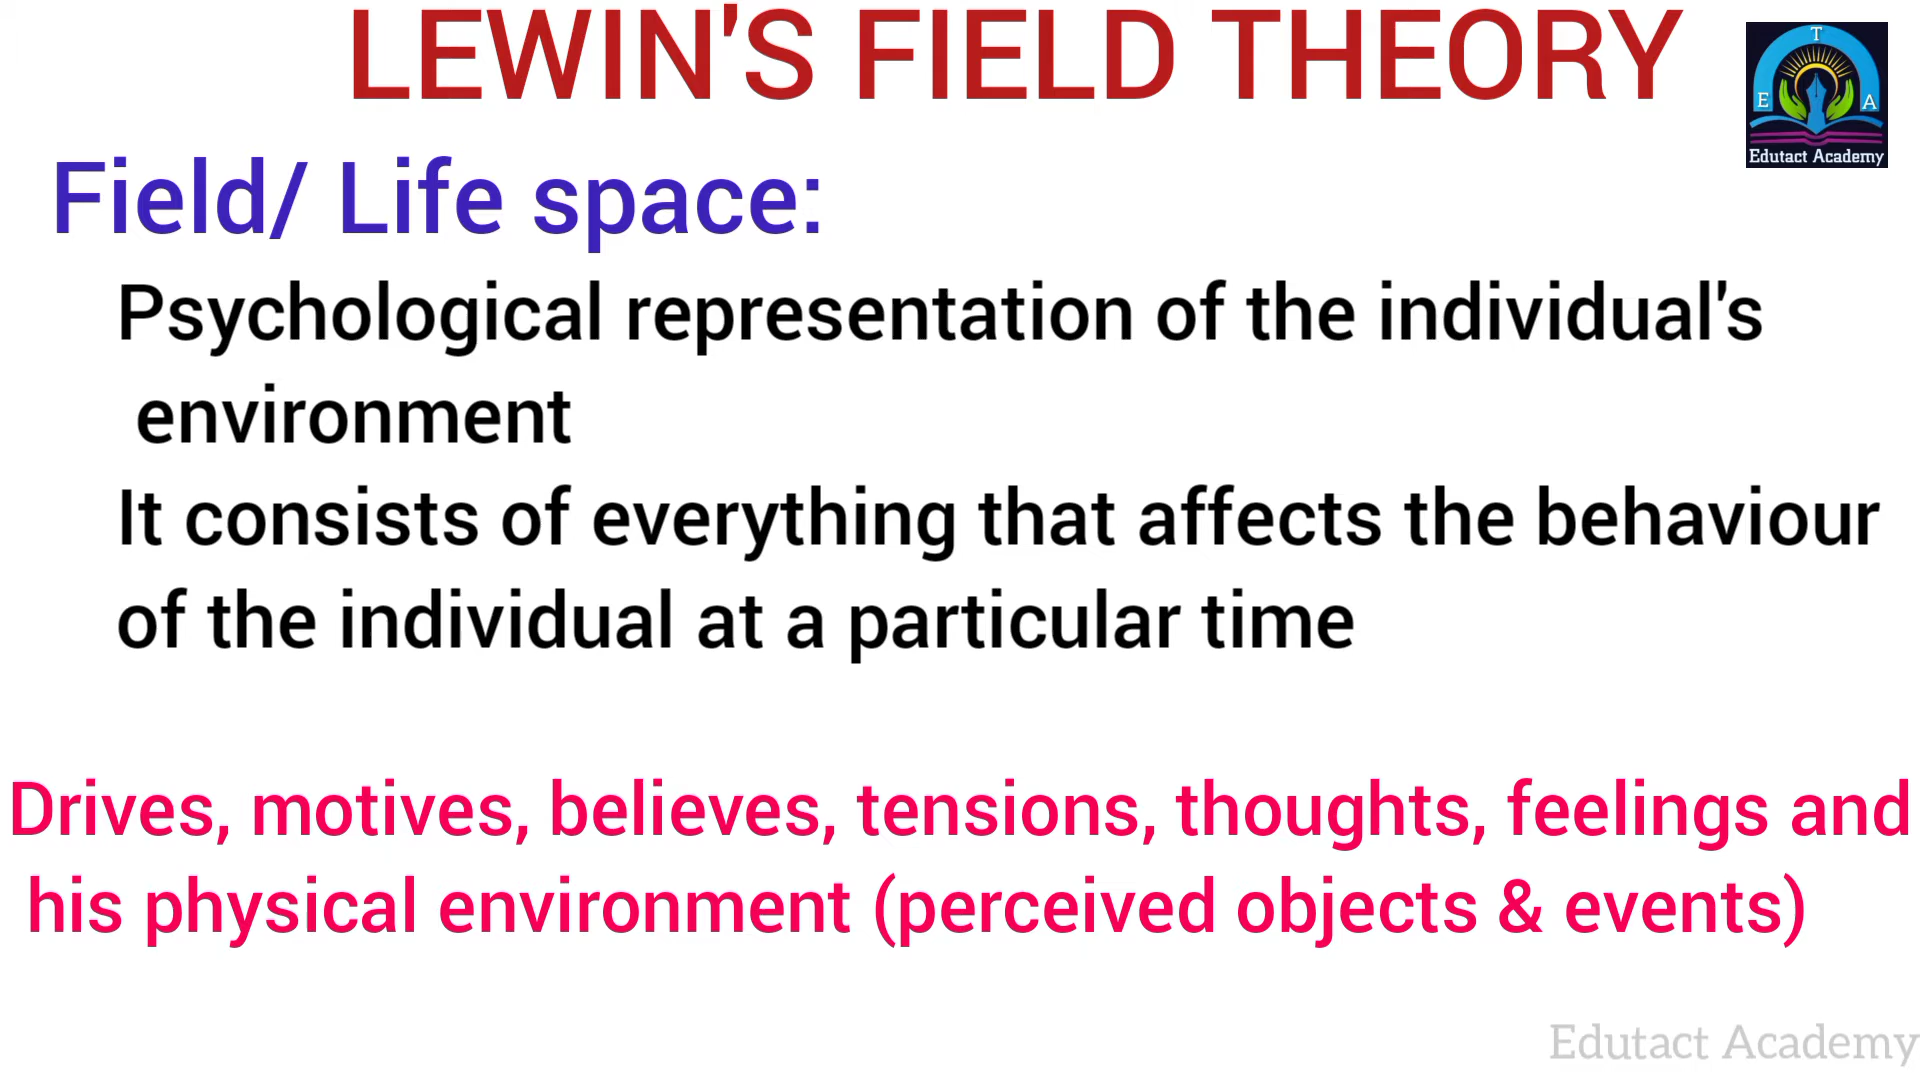 LEWIN'S FIELD THEORY
T
E A
Edutact Academy
Field/ Life space:
Psychological representation of the individual's
environment
It consists of everything that affects the behaviour
of the individual at a particular time
Drives, motives, believes, tensions, thoughts, feelings and
his physical environment (perceived objects & events)
Edutact Academy